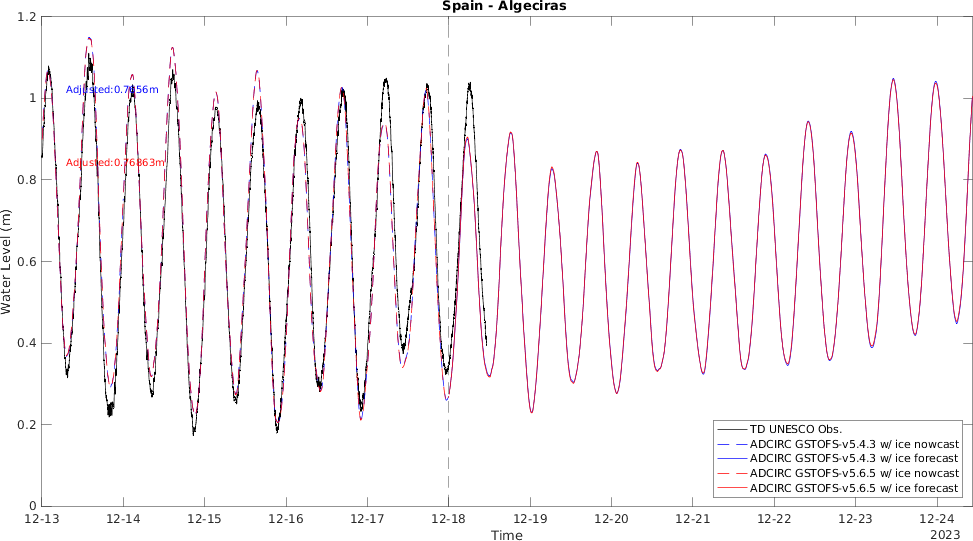 Spain - Algeciras
1.2
1
0.8
0.6
0.4
0.2
0
Water Level (m)
Adjusted:0.76863m
12-13 12-14 12-15 12-16 12-17 12-18 12-19 12-20 12-21 12-22 12-23 12-24
2023
Time
TD UNESCO Obs.
ADCIRC GSTOFS-v5.4.3 w/ ice nowcast
ADCIRC GSTOFS-v5.4.3 w/ ice forecast
ADCIRC GSTOFS-v5.6.5 w/ ice nowcast
ADCIRC GSTOFS-v5.6.5 w/ ice forecast